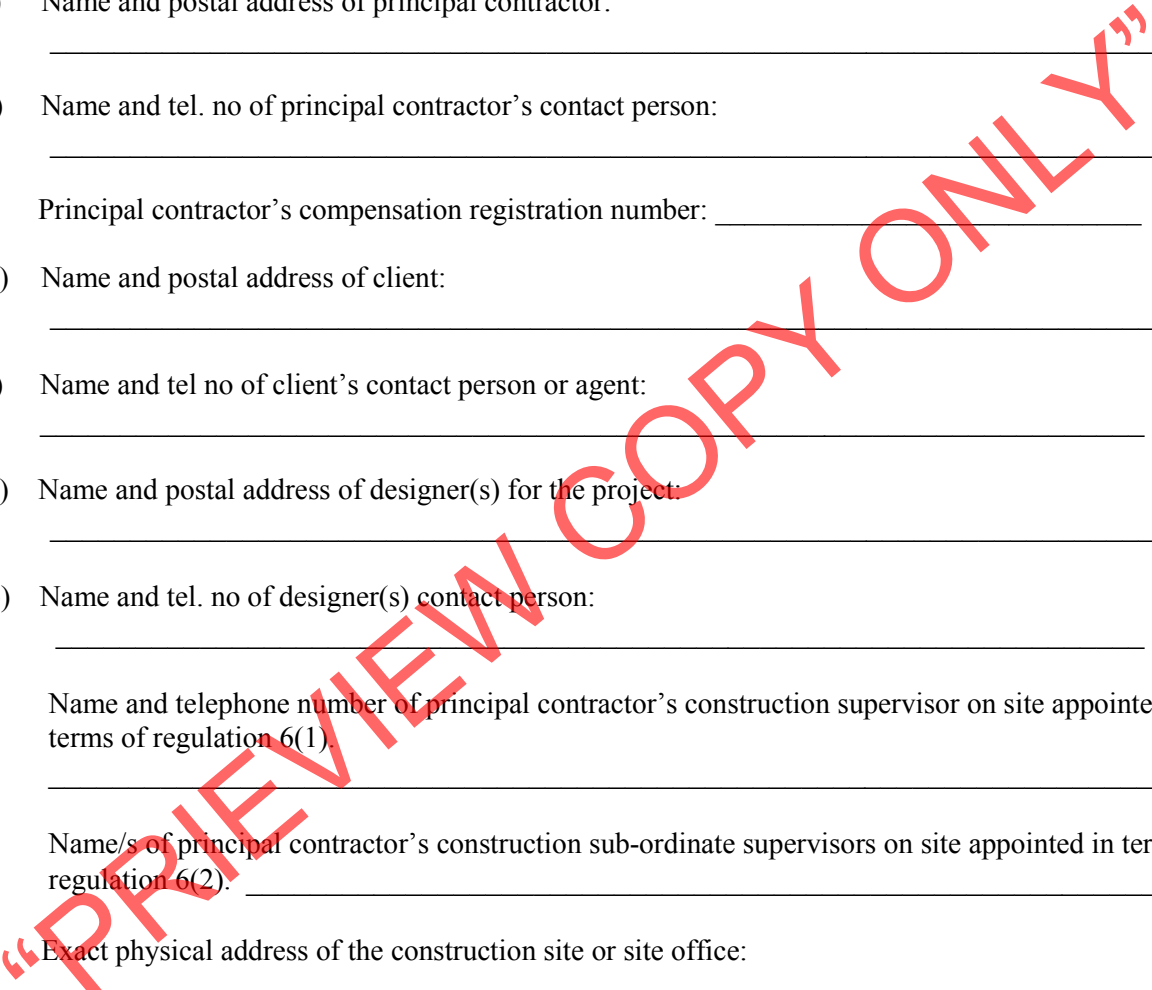 ) Name and postal address of principal contractor:
) Name and tel. no of principal contractor’s contact person:
Principal contractor’s compensation registration number: ______________________________
) Name and postal address of client:
) Name and tel no of client’s contact person or agent:
) Name and postal address of designer(s) for the project:
) Name and tel. no of designer(s) contact person:
Name and telephone number of principal contractor’s construction supervisor on site appointe
terms of regulation 6(1).
Name/s of principal contractor’s construction sub-ordinate supervisors on site appointed in ter
regulation 6(2). ______________________________
Exact physical address of the construction site or site office:
“PRIEVIEW COPY ONLY”